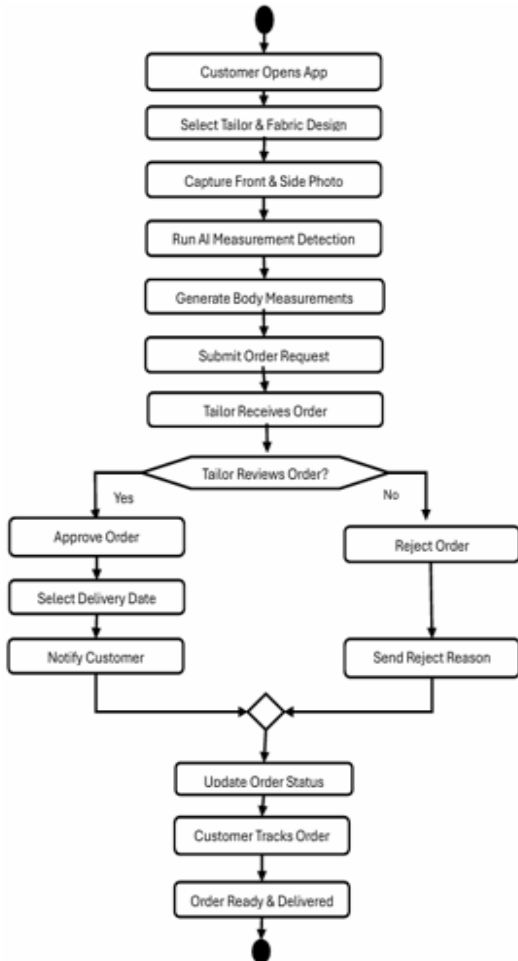 Customer Opens App
Select Tailor & Fabric Design
Capture Front & Side Photo
Run AI Measurement Detection
Generate Body Measurements
Submit Order Request
Tailor Receives Order
Tailor Reviews Order?
Yes
No
Approve Order
Reject Order
Select Delivery Date
Notify Customer
Send Reject Reason
Update Order Status
Customer Tracks Order
Order Ready & Delivered